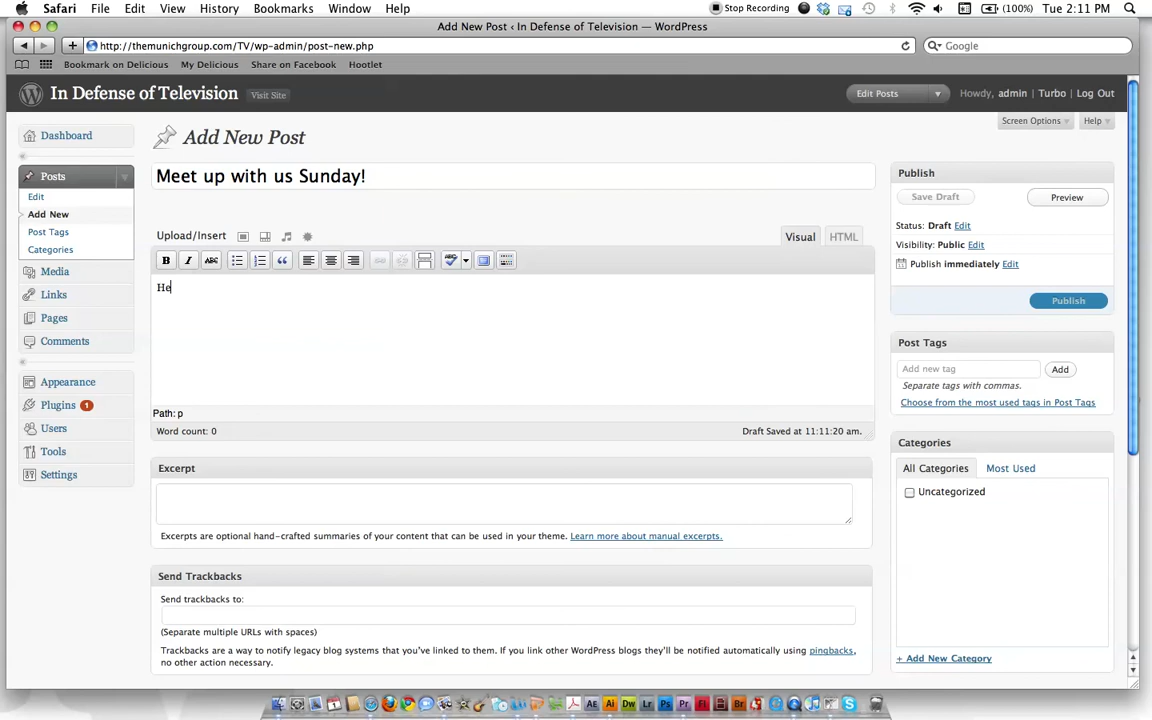 Safari File Edit View History Bookmarks Window Help Stop Recording (100%) Tue 2:11 PM
Add New Post ‹ In Defense of Television — WordPress
http://themunichgroup.com/TV/wp-admin/post-new.php Google
Bookmark on Delicious My Delicious Share on Facebook Hootlet
In Defense of Television Visit Site Edit Posts Howdy, admin | Turbo | Log Out
Screen Options Help
Add New Post
Dashboard
Posts
Edit
Add New
Post Tags
Categories
Media
Links
Pages
Comments
Appearance
Plugins 1
Users
Tools
Settings
Meet up with us Sunday!
Upload/Insert Visual HTML
B I ABC
He
Path: p
Word count: 0 Draft Saved at 11:11:20 am.
Excerpt
Excerpts are optional hand-crafted summaries of your content that can be used in your theme. Learn more about manual excerpts.
Send Trackbacks
Send trackbacks to:
(Separate multiple URLs with spaces)
Trackbacks are a way to notify legacy blog systems that you've linked to them. If you link other WordPress blogs they'll be notified automatically using pingbacks,
no other action necessary.
Publish
Save Draft Preview
Status: Draft Edit
Visibility: Public Edit
Publish immediately Edit
Publish
Post Tags
Add new tag Add
Separate tags with commas.
Choose from the most used tags in Post Tags
Categories
All Categories Most Used
Uncategorized
+ Add New Category
Ae Ai Dw Lr Ps Pr Fl Br